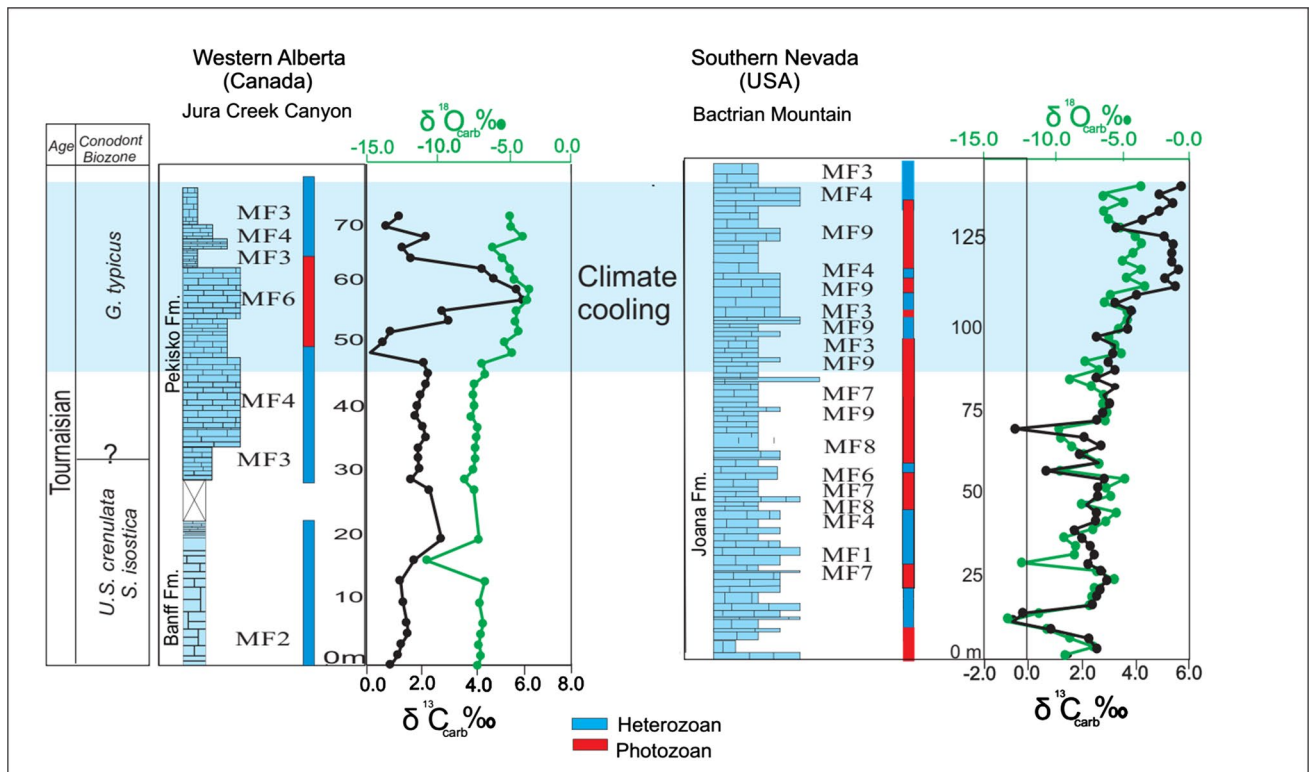 Western Alberta
(Canada)
Jura Creek Canyon
Southern Nevada
(USA)
Bactrian Mountain
δ18Ocarb‰
-15.0 -10.0 -5.0 0.0
δ18Ocarb‰
-15.0 -10.0 -5.0 -0.0
Age
Conodont
Biozone
Tournaisian
G. typicus
?
U.S. crenulata
S. isostica
Pekisko Fm.
Banff Fm.
MF3
MF4
MF3
MF6
MF4
MF3
MF2
70
60
50
40
30
20
10
0m
0.0 2.0 4.0 6.0 8.0
δ13Ccarb‰
Climate
cooling
Joana Fm.
MF3
MF4
MF9
MF4
MF9
MF3
MF9
MF3
MF9
MF7
MF9
MF8
MF6
MF7
MF8
MF4
MF1
MF7
125
100
75
50
25
0 m
-2.0 0.0 2.0 4.0 6.0
δ13Ccarb‰
Heterozoan
Photozoan